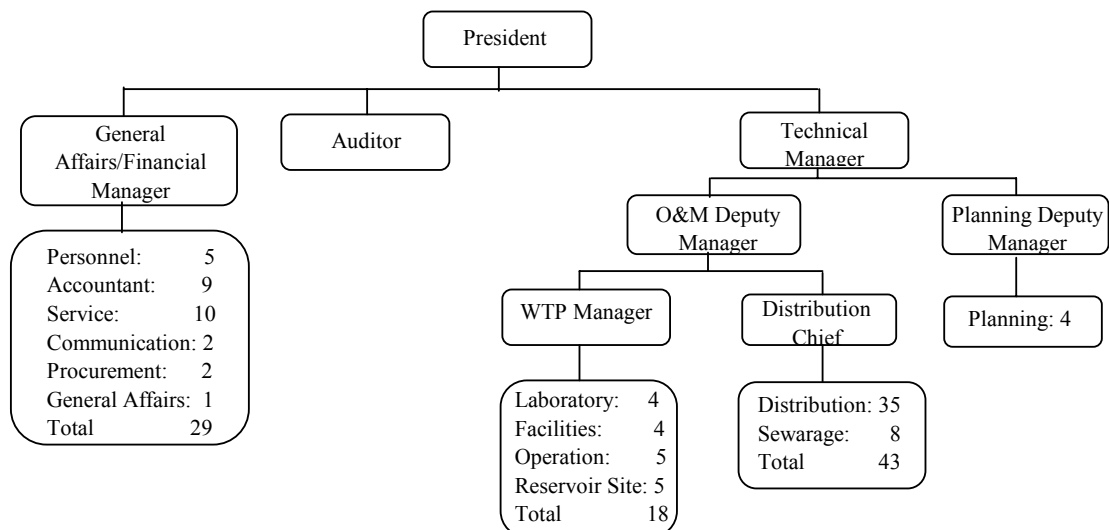 President
General
Affairs/Financial
Manager
Auditor
Technical
Manager
O&M Deputy
Manager
Planning Deputy
Manager
Personnel: 5
Accountant: 9
Service: 10
Communication: 2
Procurement: 2
General Affairs: 1
Total 29
WTP Manager
Distribution
Chief
Planning: 4
Laboratory: 4
Facilities: 4
Operation: 5
Reservoir Site: 5
Total 18
Distribution: 35
Sewarage: 8
Total 43